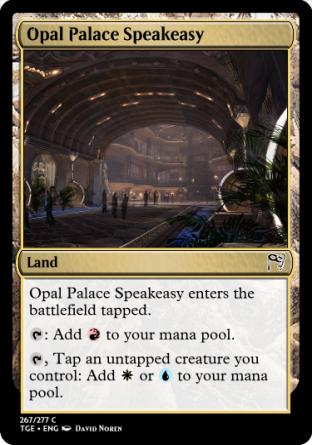 Opal Palace Speakeasy
Land
Opal Palace Speakeasy enters the
battlefield tapped.
: Add to your mana pool.
, Tap an untapped creature you
control: Add or to your mana
pool.
267/277 C
TGE • ENG David Noren